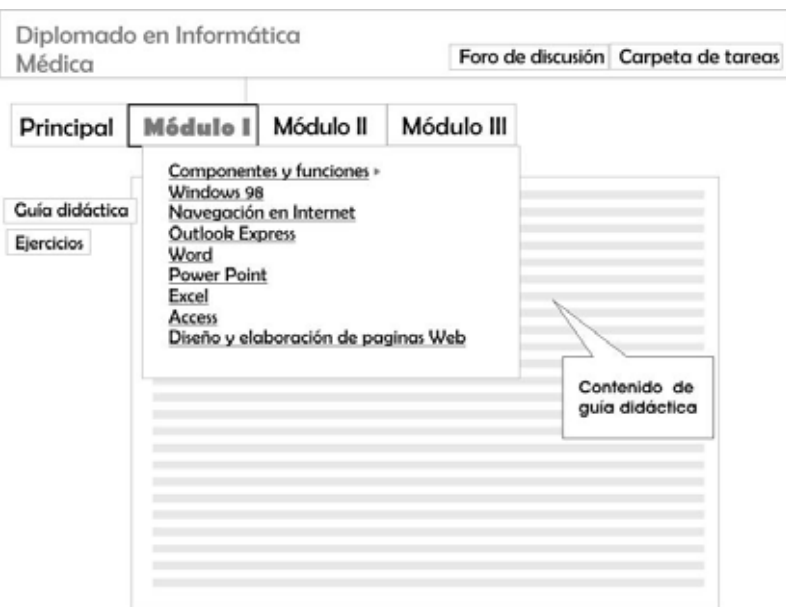 Diplomado en Informática
Médica
Foro de discusión
Carpeta de tareas
Principal
Módulo I
Módulo II
Módulo III
Componentes y funciones »
Windows 98
Navegación en Internet
Outlook Express
Word
Power Point
Excel
Access
Diseño y elaboración de paginas Web
Guía didáctica
Ejercicios
Contenido de
guía didáctica